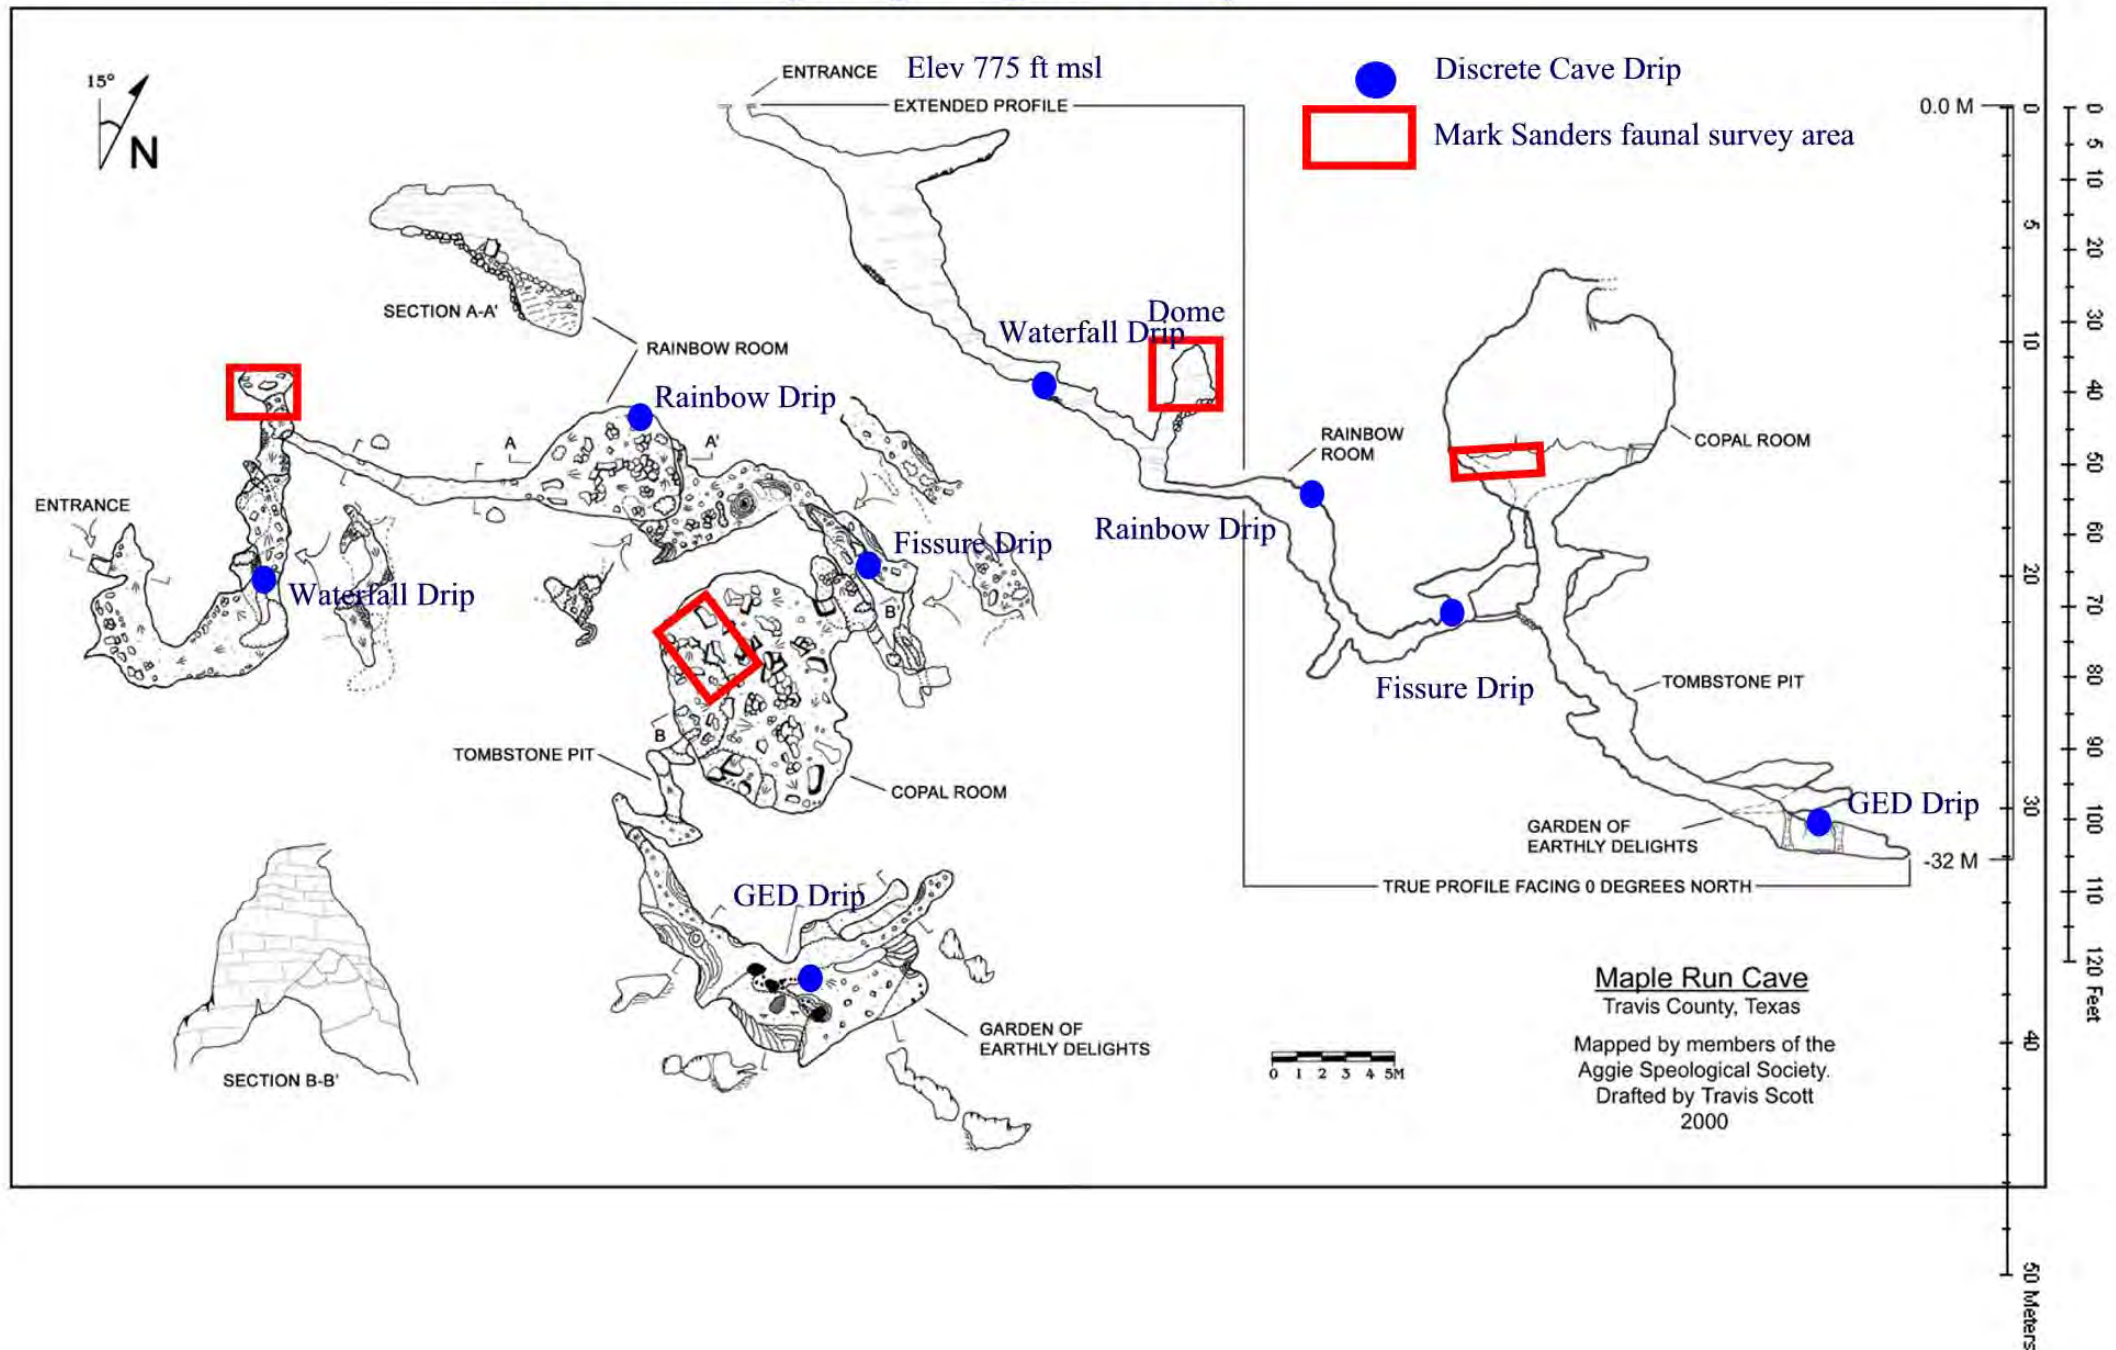 15°
N
ENTRANCE
Elev 775 ft msl
EXTENDED PROFILE
Discrete Cave Drip
Mark Sanders faunal survey area
0.0 M
SECTION A-A'
RAINBOW ROOM
Rainbow Drip
A
A'
ENTRANCE
Waterfall Drip
Fissure Drip
B'
B
TOMBSTONE PIT
COPAL ROOM
GED Drip
GARDEN OF
EARTHLY DELIGHTS
SECTION B-B'
Waterfall Drip
Dome
RAINBOW
ROOM
Rainbow Drip
COPAL ROOM
Fissure Drip
TOMBSTONE PIT
GED Drip
GARDEN OF
EARTHLY DELIGHTS
-32 M
TRUE PROFILE FACING 0 DEGREES NORTH
0 1 2 3 4 5M
Maple Run Cave
Travis County, Texas
Mapped by members of the
Aggie Speological Society.
Drafted by Travis Scott
2000
0
5
10
20
30
40
50 Meters
0
5
10
20
30
40
50
60
70
80
90
100
110
120 Feet